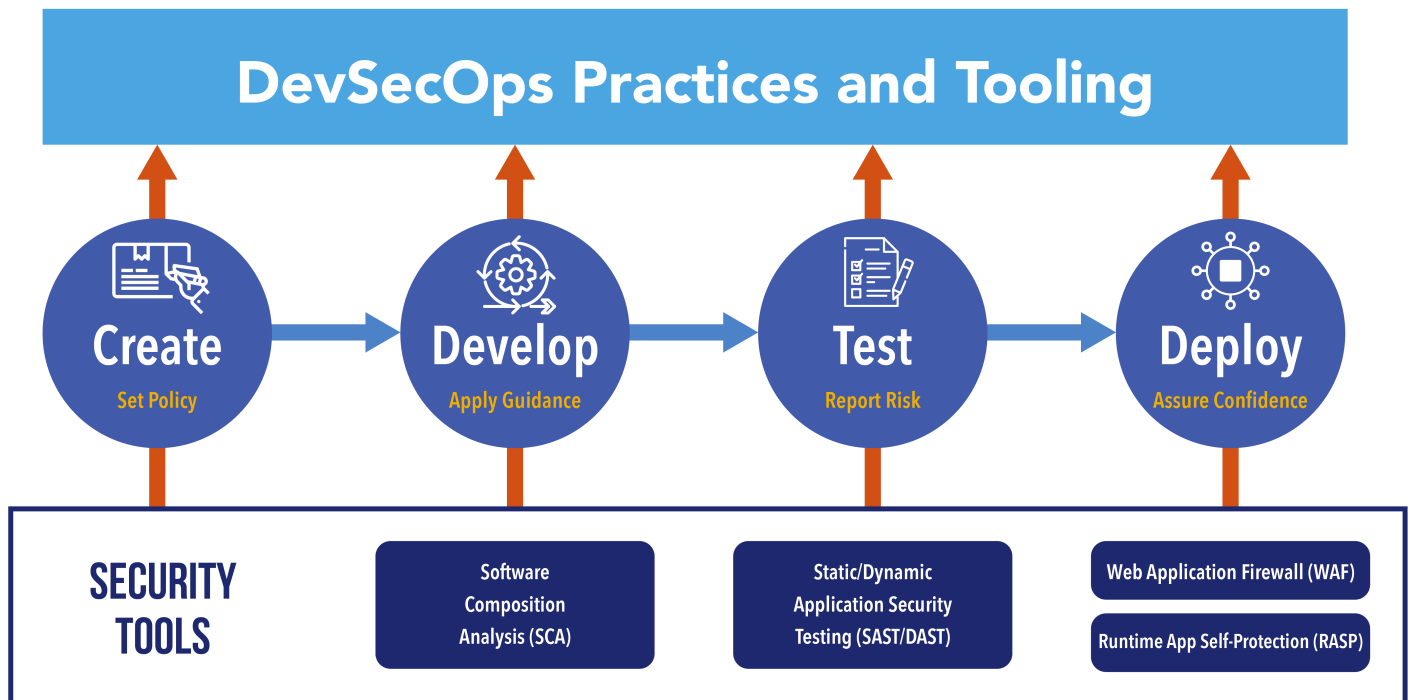 DevSecOps Practices and Tooling
Create
Set Policy
Develop
Apply Guidance
Test
Report Risk
Deploy
Assure Confidence
SECURITY
TOOLS
Software
Composition
Analysis (SCA)
Static/Dynamic
Application Security
Testing (SAST/DAST)
Web Application Firewall (WAF)
Runtime App Self-Protection (RASP)